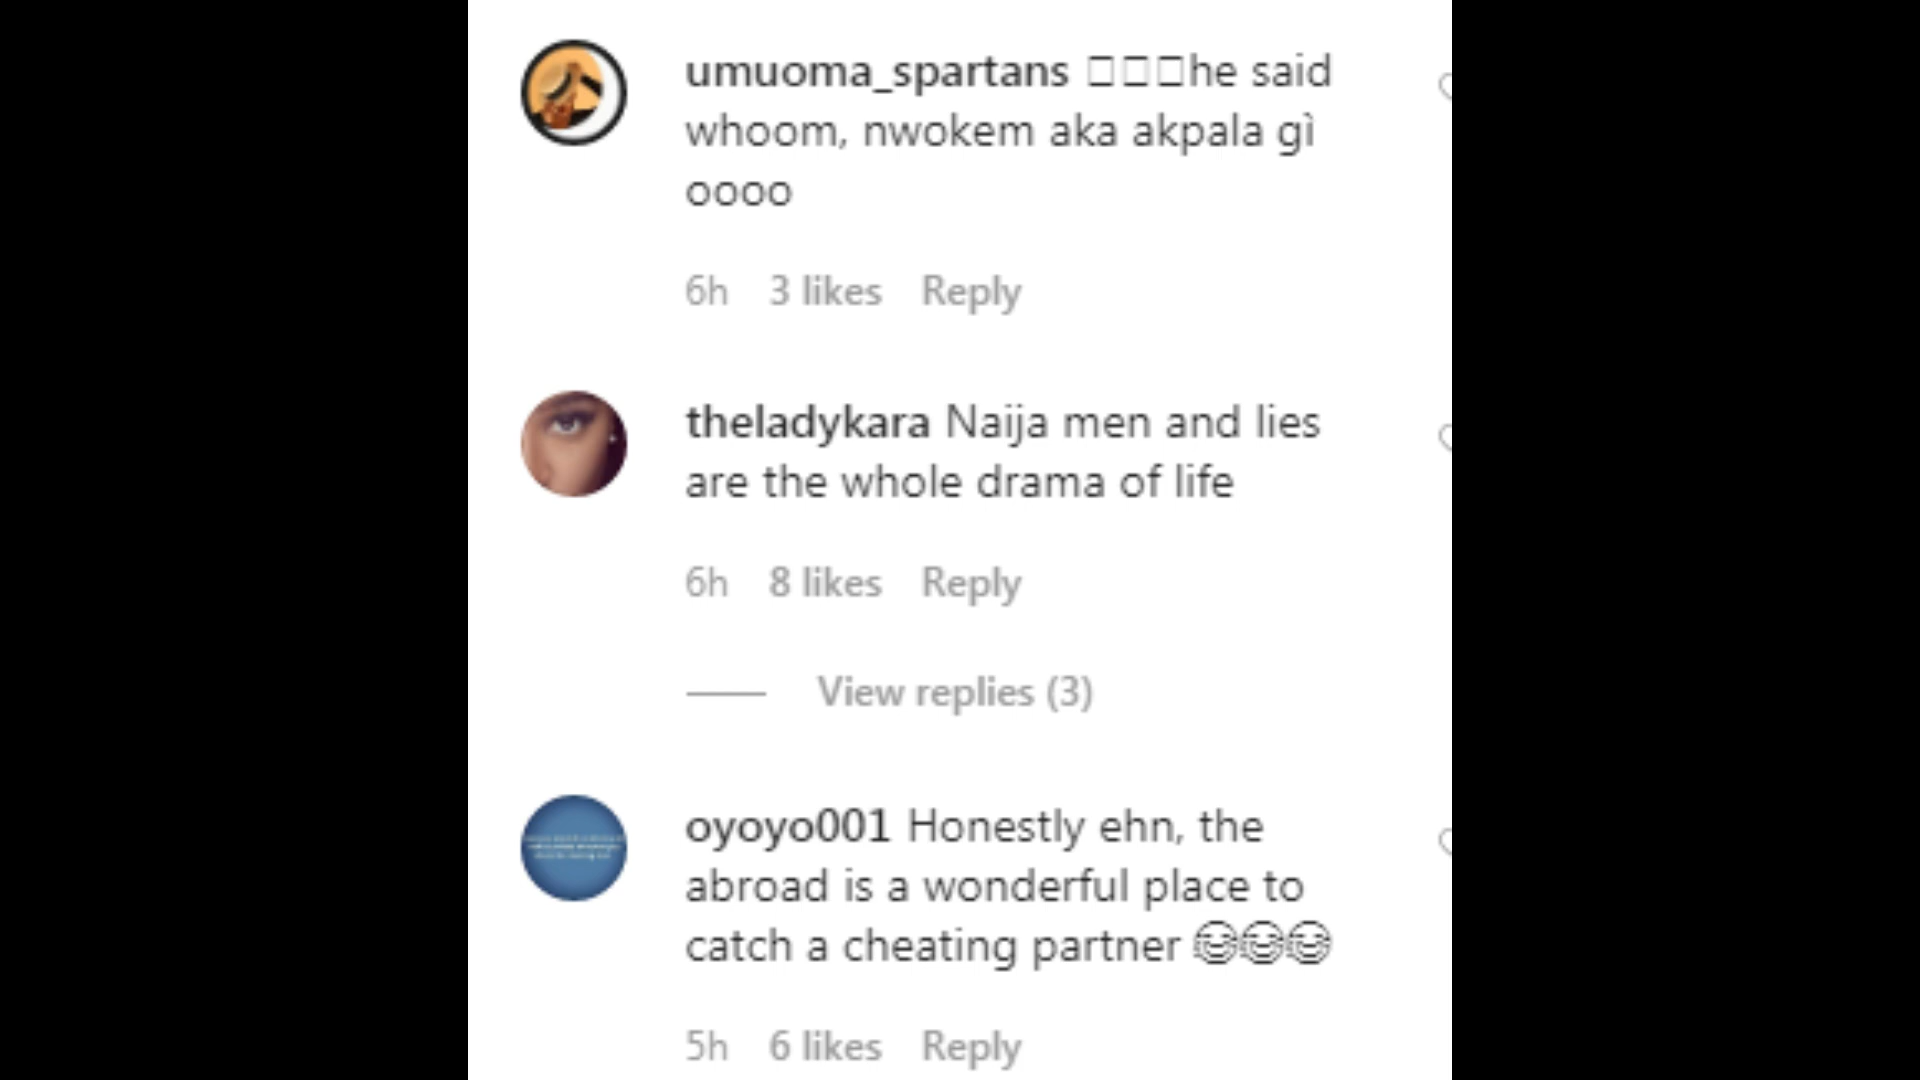 umuoma_spartans □□□he said
whoom, nwokem aka akpala gì
oooo
6h 3 likes Reply
theladykara Naija men and lies
are the whole drama of life
6h 8 likes Reply
View replies (3)
oyoyo001 Honestly ehn, the
abroad is a wonderful place to
catch a cheating partner 😂😂😂
5h 6 likes Reply